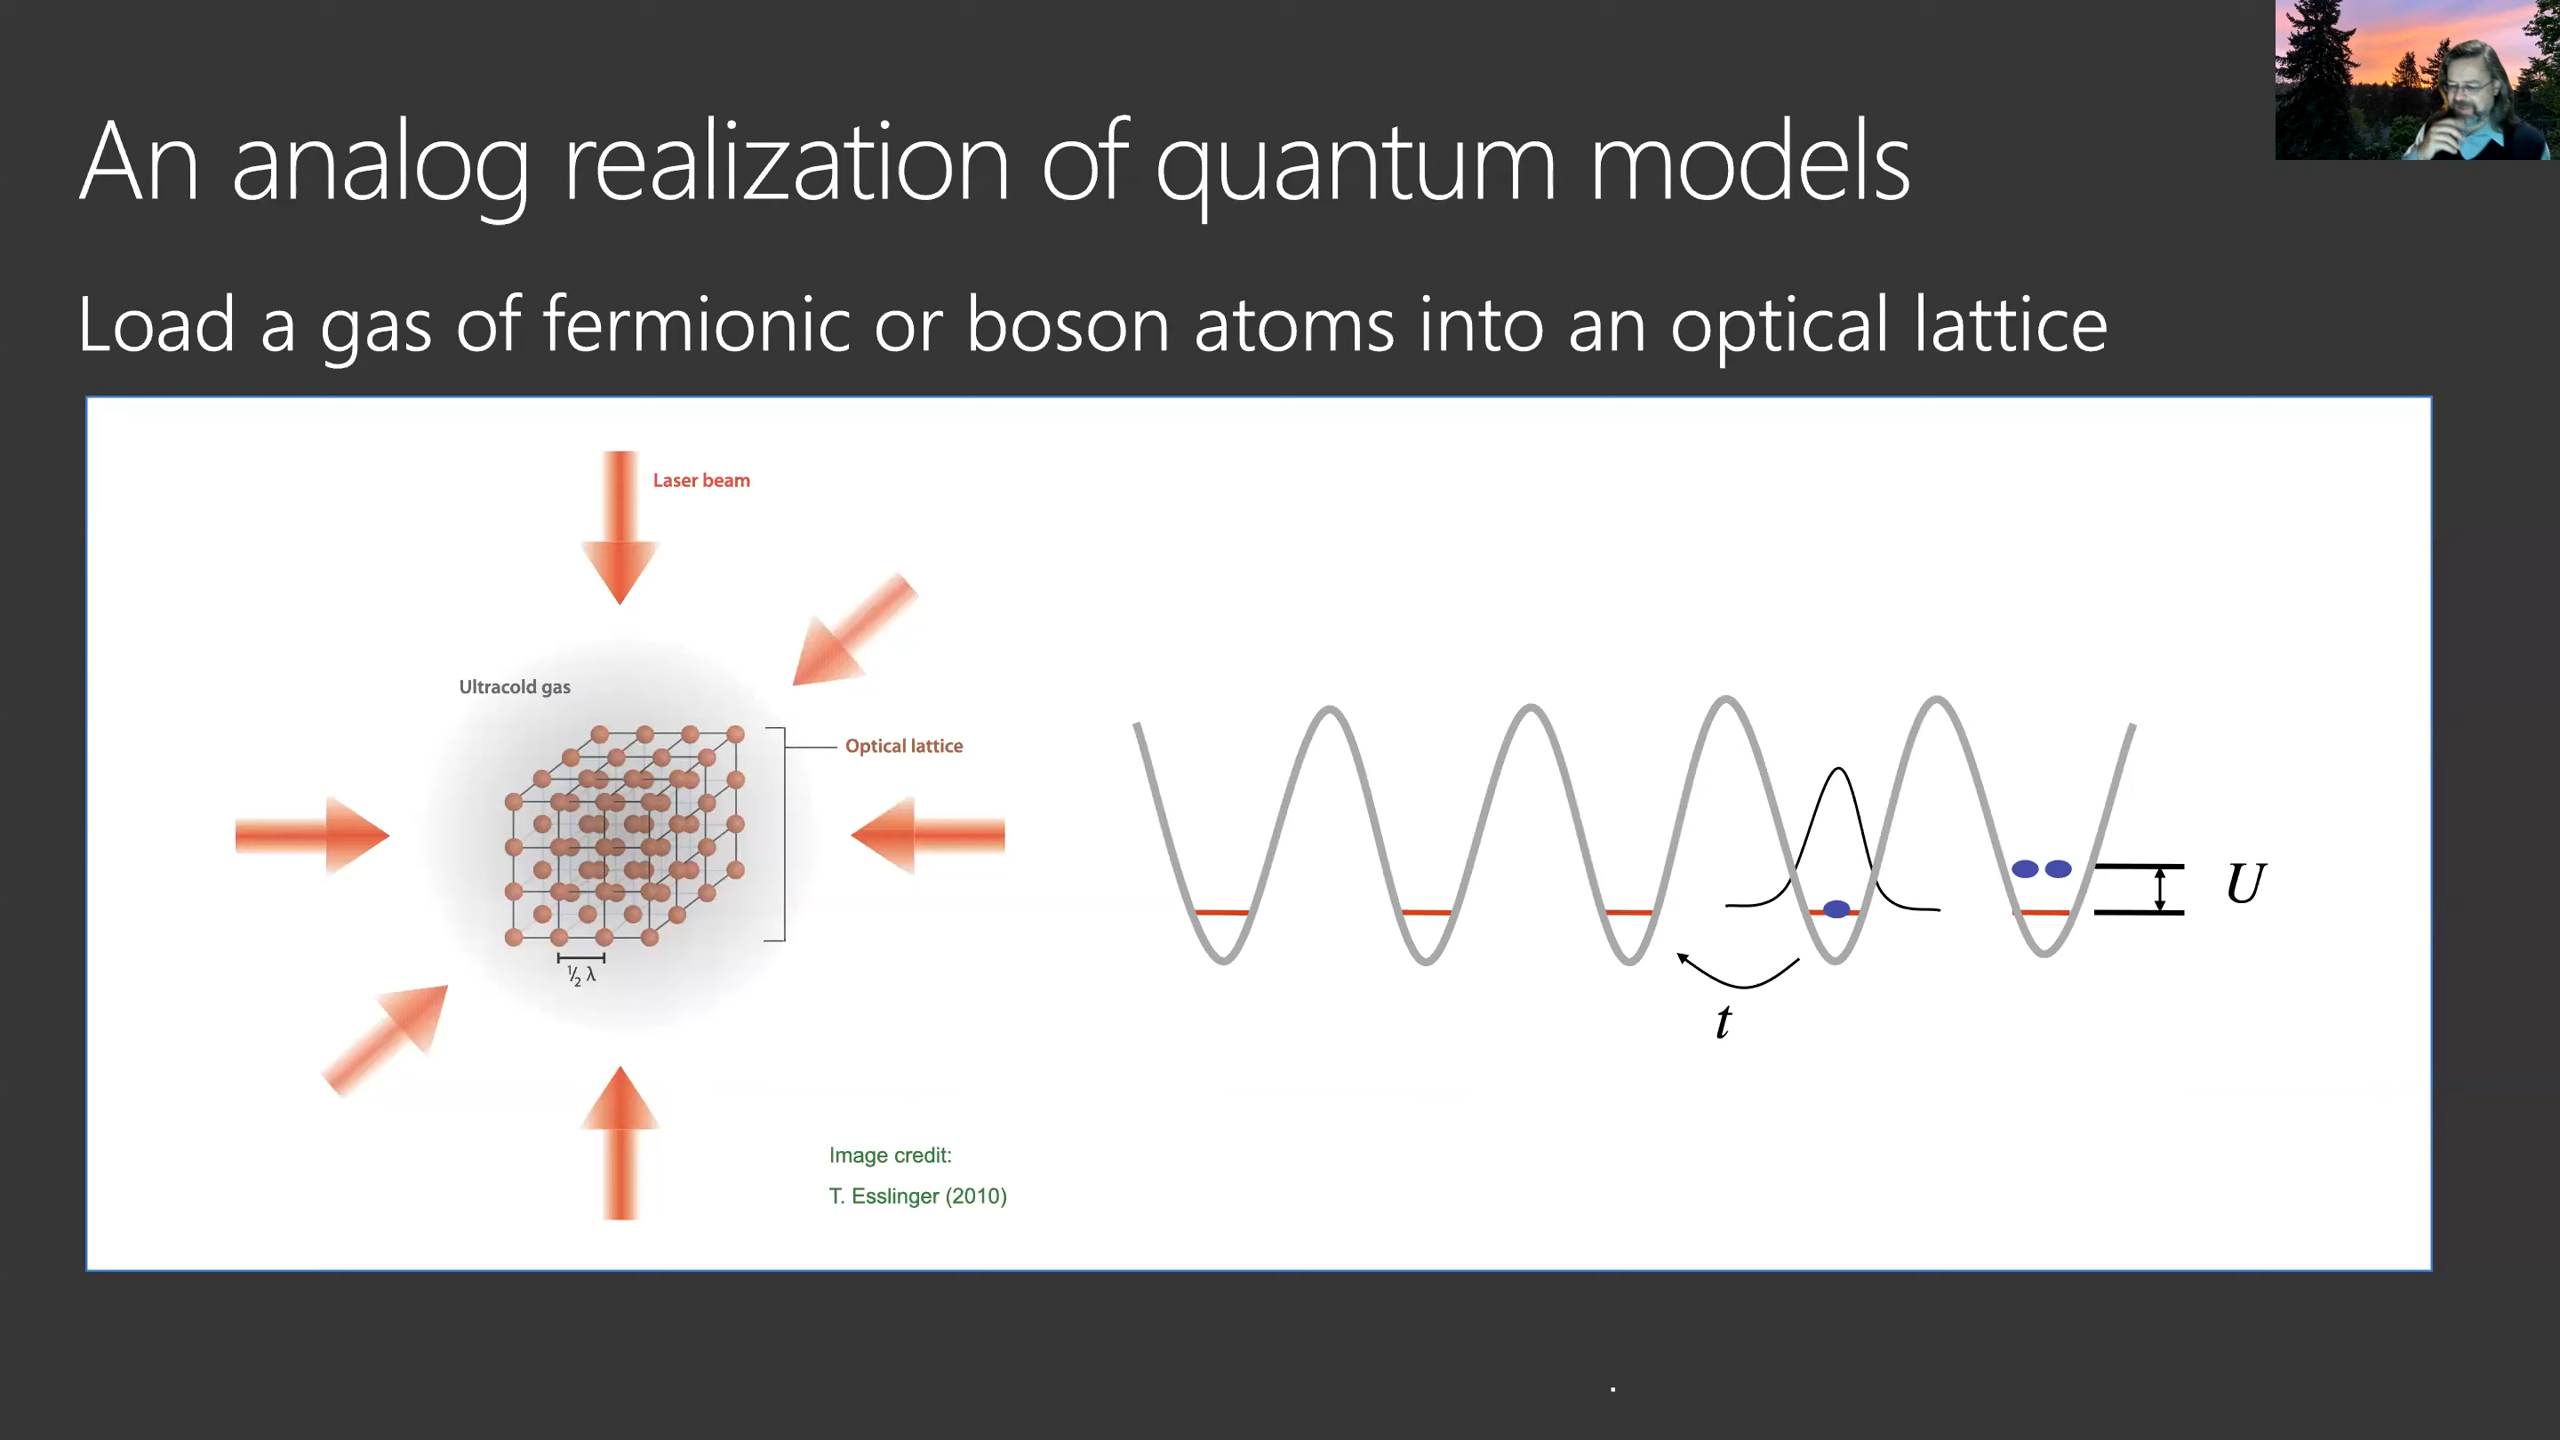 An analog realization of quantum models
Load a gas of fermionic or boson atoms into an optical lattice
Laser beam
Ultracold gas
Optical lattice
½ λ
Image credit:
T. Esslinger (2010)
U
t